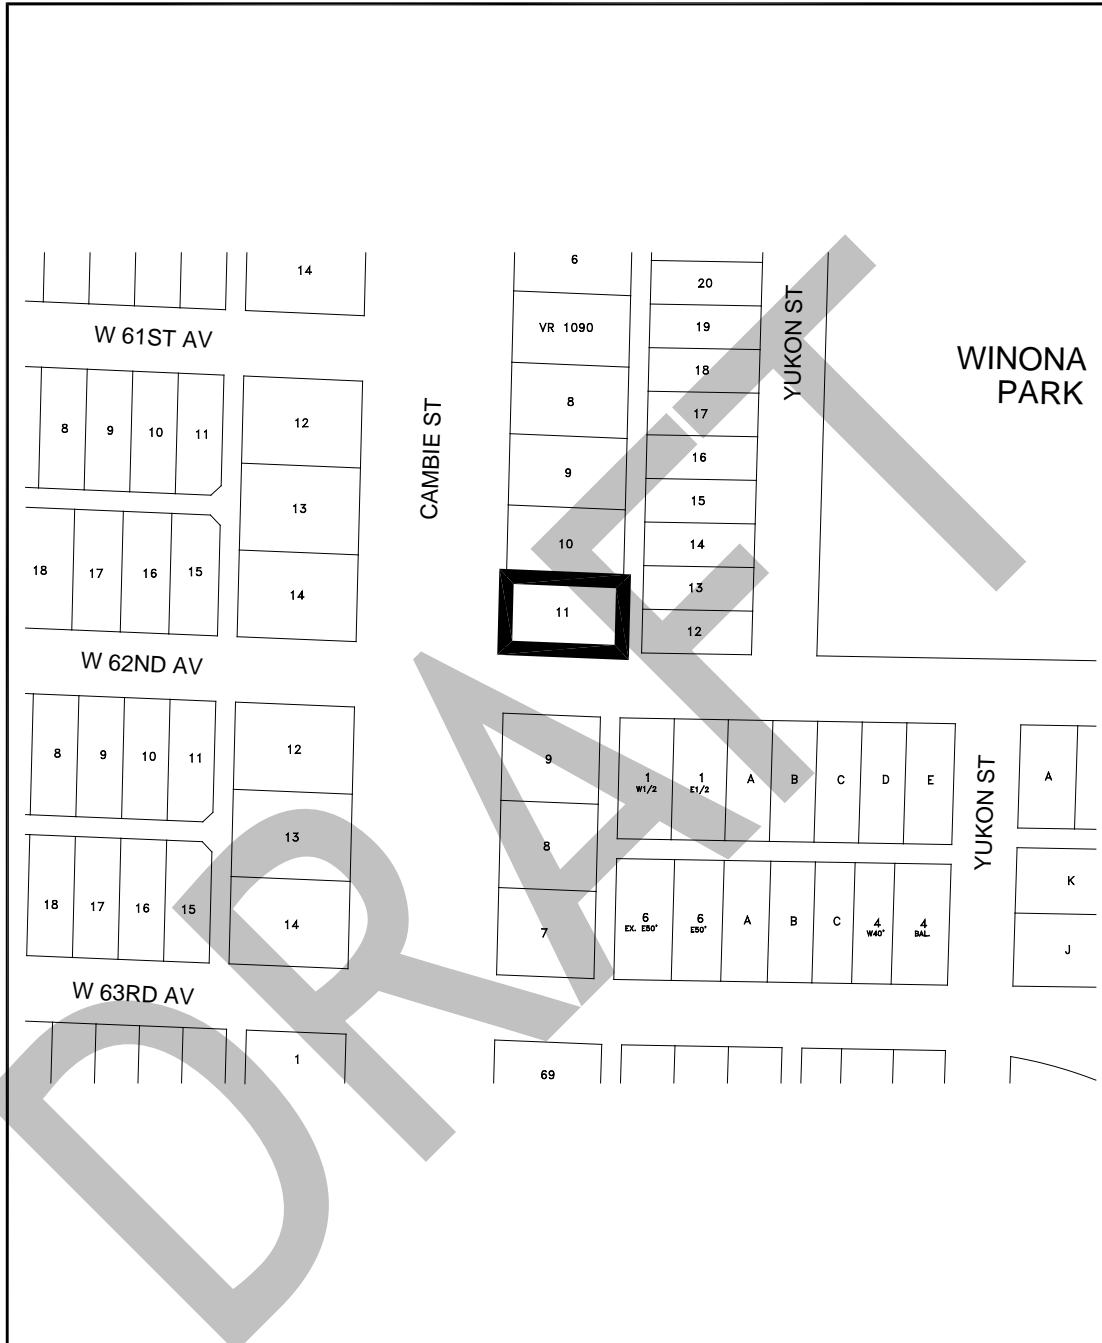 14
6
20
W 61ST AV
VR 1090
19
YUKON ST
WINONA
PARK
18
8
17
12
8
9
10
11
CAMBIE ST
16
9
15
13
10
14
18
17
16
15
13
14
11
12
W 62ND AV
8
9
10
11
12
9
1
W1/2
1
E1/2
A
B
C
D
E
YUKON ST
A
13
8
K
18
17
16
15
14
7
6
EX. E50'
6
E50'
A
B
C
4
W40'
4
BAL.
J
W 63RD AV
1
69
DRAFT